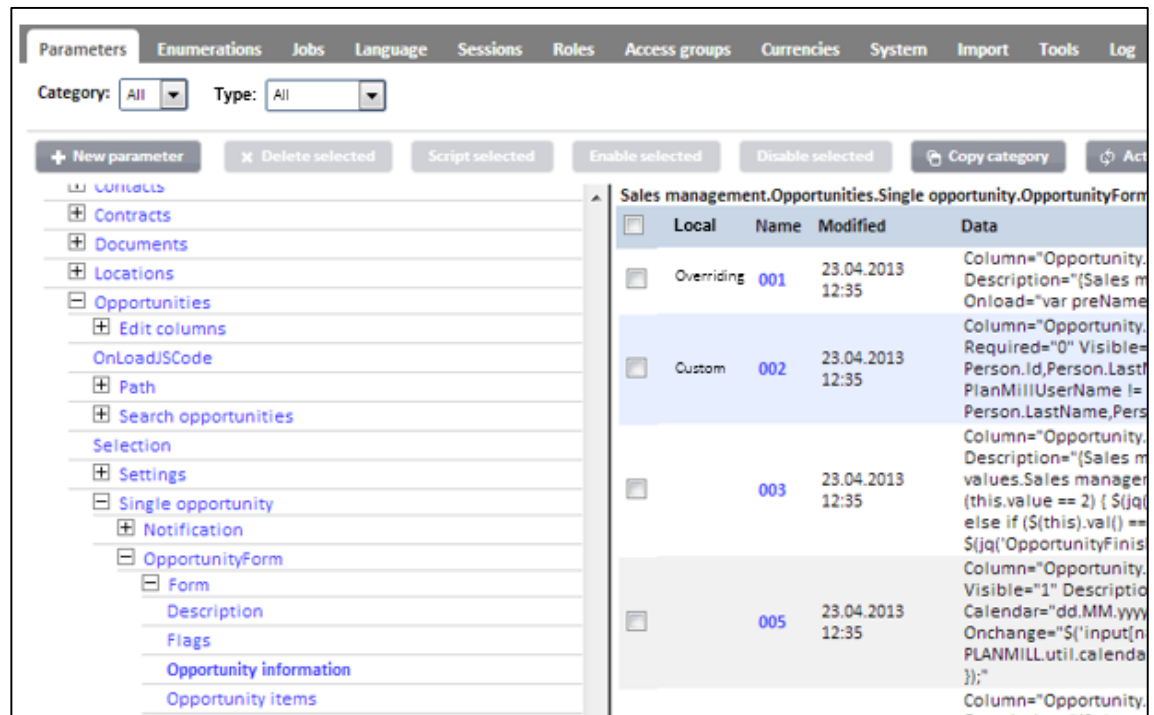 Parameters Enumerations Jobs Language Sessions Roles Access groups Currencies System Import Tools Log
Category: All Type: All
New parameter Delete selected Script selected Enable selected Disable selected Copy category Act
Contacts
Contracts
Documents
Locations
Opportunities
Edit columns
OnLoadJSCode
Path
Search opportunities
Selection
Settings
Single opportunity
Notification
OpportunityForm
Form
Description
Flags
Opportunity information
Opportunity items
Sales management.Opportunities.Single opportunity.OpportunityForm
Local Name Modified Data
Overriding 001 23.04.2013 12:35
Column="Opportunity.
Description="{Sales m
Onload="var preName
Custom 002 23.04.2013 12:35
Column="Opportunity.
Required="0" Visible=
Person.Id,Person.LastN
PlanMillUserName !=
Person.LastName,Pers
003 23.04.2013 12:35
Column="Opportunity.
Description="{Sales m
values.Sales manager
(this.value == 2) { $(jq(
else if ($(this).val() ==
$(jq('OpportunityFinis
005 23.04.2013 12:35
Column="Opportunity.
Visible="1" Descriptio
Calendar="dd.MM.yyyy
Onchange="$('input[n
PLANMILL.util.calenda
});"
Column="Opportunity.